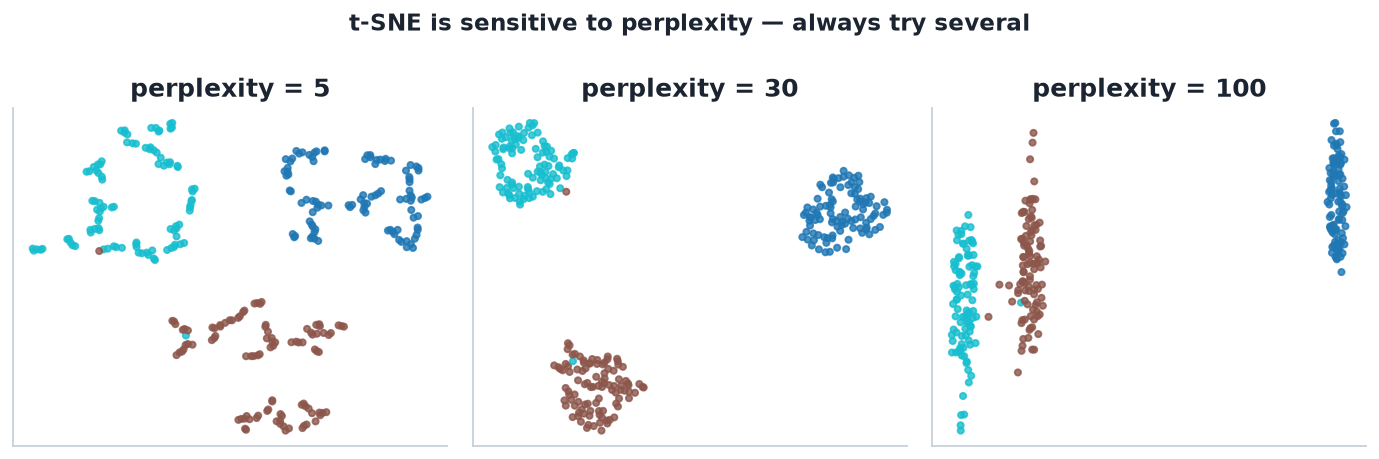 t-SNE is sensitive to perplexity — always try several
perplexity = 5
perplexity = 30
perplexity = 100